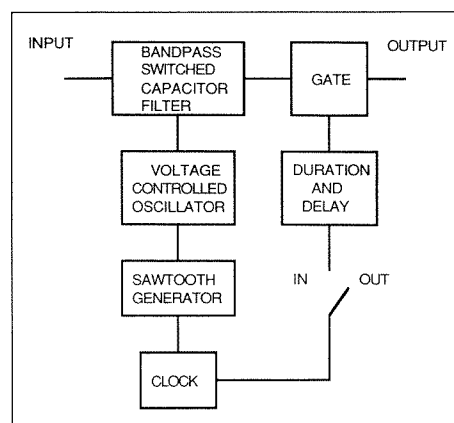 INPUT
BANDPASS
SWITCHED
CAPACITOR
FILTER
GATE
OUTPUT
VOLTAGE
CONTROLLED
OSCILLATOR
DURATION
AND
DELAY
SAWTOOTH
GENERATOR
IN
OUT
CLOCK